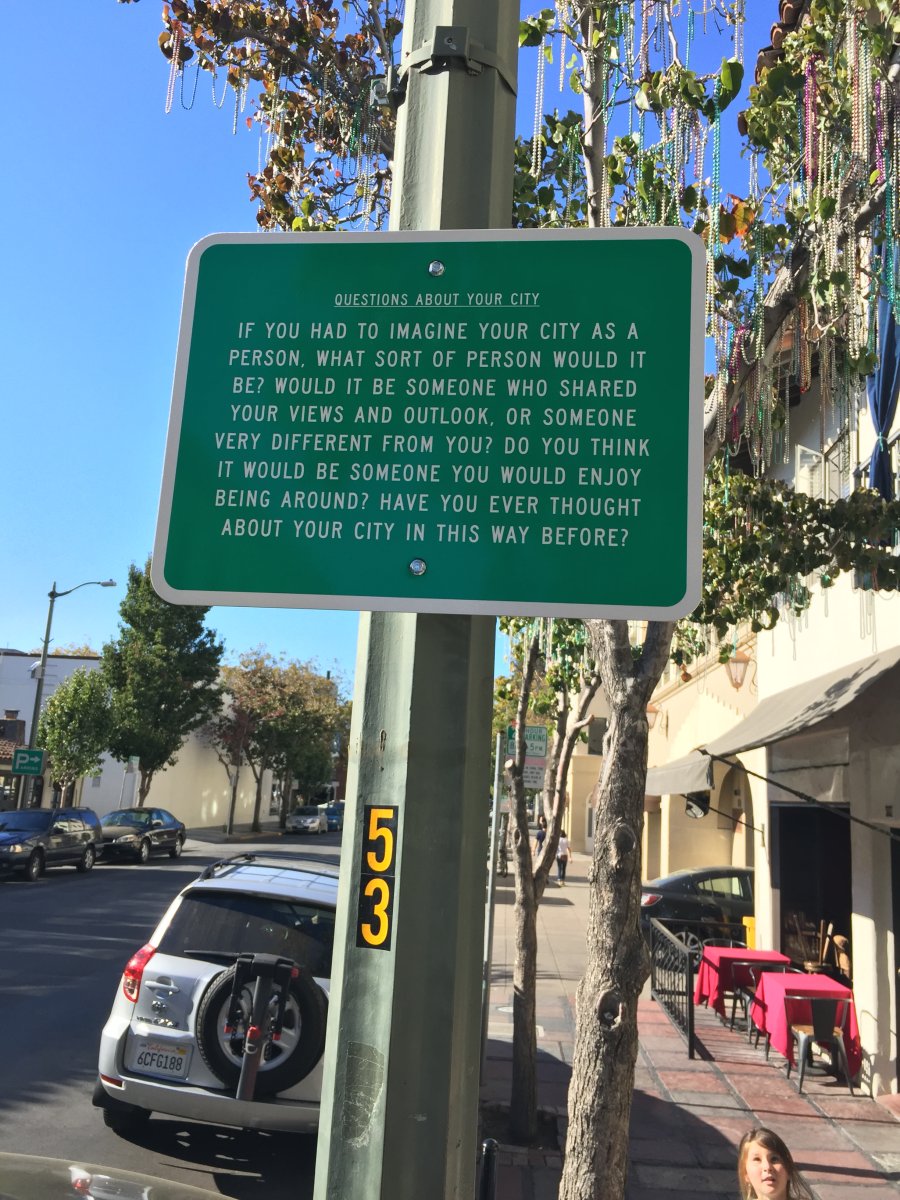 QUESTIONS ABOUT YOUR CITY
IF YOU HAD TO IMAGINE YOUR CITY AS A
PERSON, WHAT SORT OF PERSON WOULD IT
BE? WOULD IT BE SOMEONE WHO SHARED
YOUR VIEWS AND OUTLOOK, OR SOMEONE
VERY DIFFERENT FROM YOU? DO YOU THINK
IT WOULD BE SOMEONE YOU WOULD ENJOY
BEING AROUND? HAVE YOU EVER THOUGHT
ABOUT YOUR CITY IN THIS WAY BEFORE?
5
3
P
HOUR
PARKING
California
6CFG188